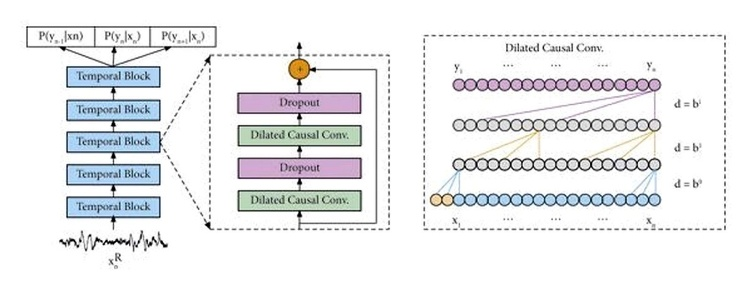 P(yₙ₋₁|xn) P(yₙ|xₙ) P(yₙ₊₁|xₙ)
Temporal Block
Temporal Block
Temporal Block
Temporal Block
Temporal Block
xₙᴿ
+
Dropout
Dilated Causal Conv.
Dropout
Dilated Causal Conv.
Dilated Causal Conv.
y₁ ... ... ... yₙ
d = bⁱ
d = b¹
d = b⁰
x₁ ... ... ... xₙ